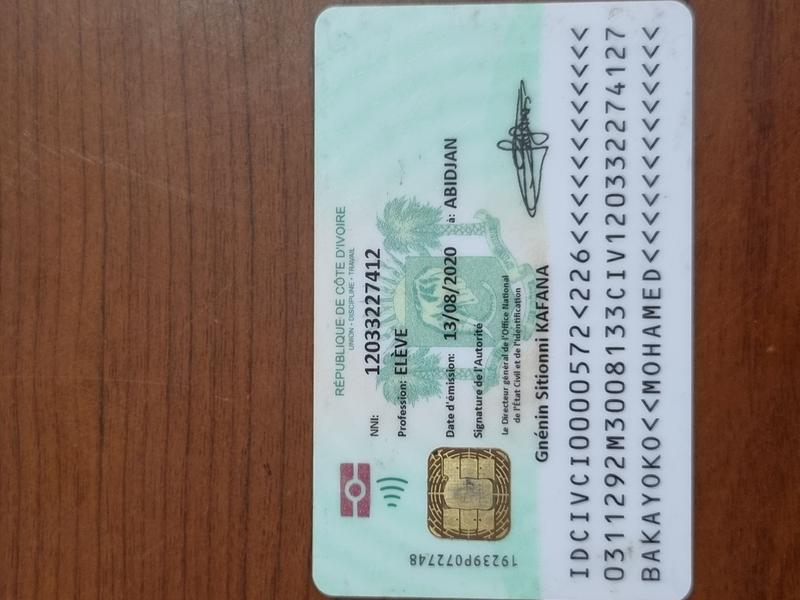 RÉPUBLIQUE DE CÔTE D'IVOIRE
UNION - DISCIPLINE - TRAVAIL
NNI:
12033227412
Profession: ELEVE
Date d'émission: 13/08/2020 à: ABIDJAN
Signature de l'Autorité
Le Directeur général de l'Office National
de l'État Civil et de l'Identification
Gnénin Sitionni KAFANA
19239P072748
IDCIVCI0000572<226<<<<<<<<<<<<
0311292M3008133CIV120332274127
BAKAYOKO<<MOHAMED<<<<<<<<<<<<<